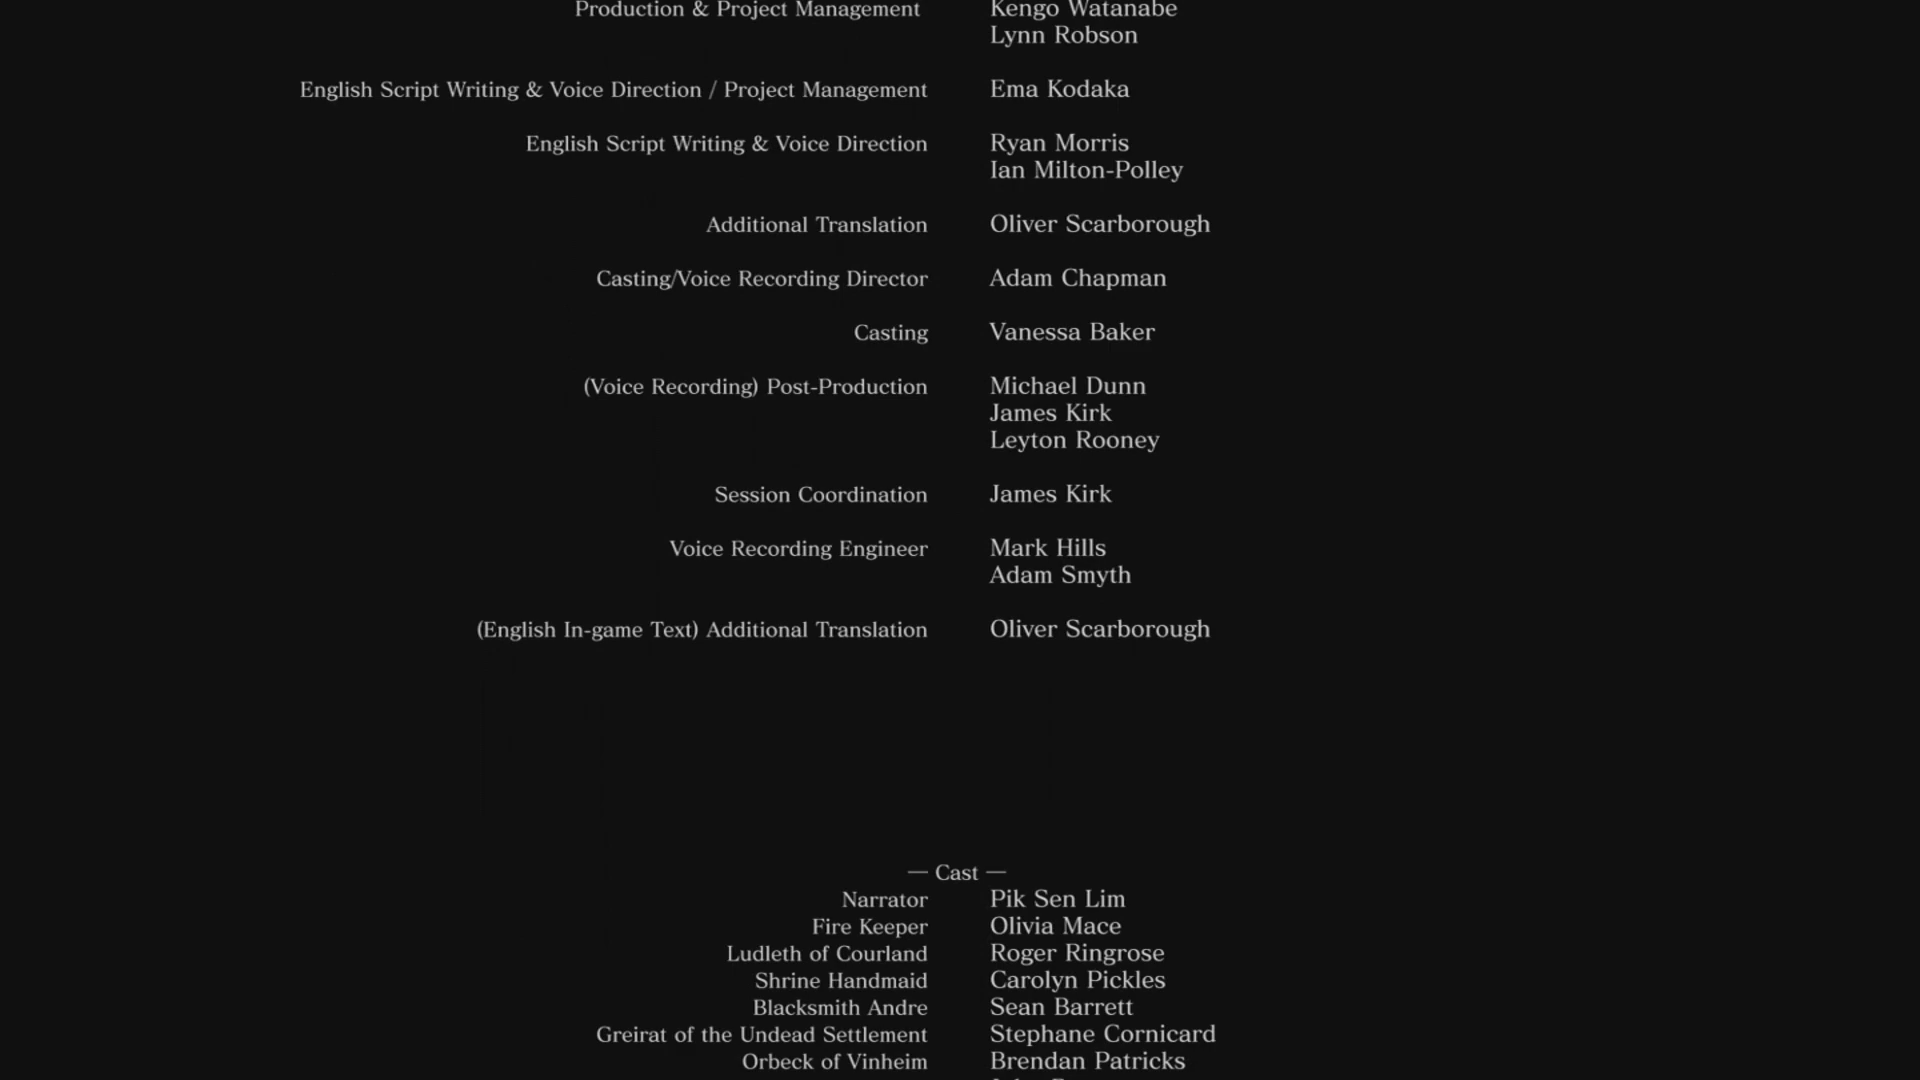 Production & Project Management Kengo Watanabe
Lynn Robson
English Script Writing & Voice Direction / Project Management Ema Kodaka
English Script Writing & Voice Direction Ryan Morris
Ian Milton-Polley
Additional Translation Oliver Scarborough
Casting/Voice Recording Director Adam Chapman
Casting Vanessa Baker
(Voice Recording) Post-Production Michael Dunn
James Kirk
Leyton Rooney
Session Coordination James Kirk
Voice Recording Engineer Mark Hills
Adam Smyth
(English In-game Text) Additional Translation Oliver Scarborough
— Cast —
Narrator Pik Sen Lim
Fire Keeper Olivia Mace
Ludleth of Courland Roger Ringrose
Shrine Handmaid Carolyn Pickles
Blacksmith Andre Sean Barrett
Greirat of the Undead Settlement Stephane Cornicard
Orbeck of Vinheim Brendan Patricks